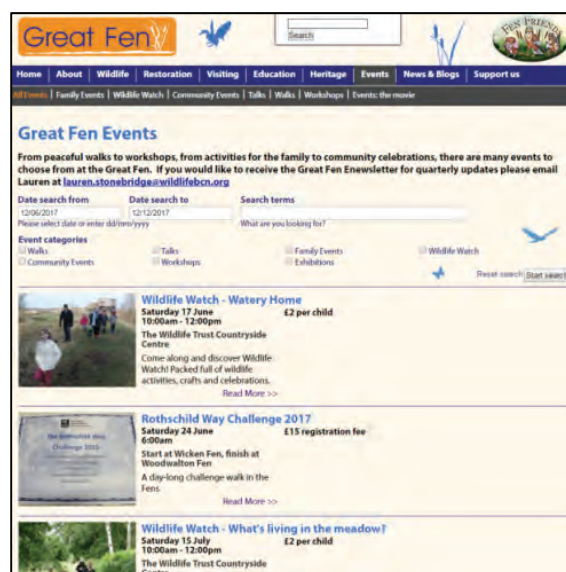 Great Fen
Search
FEN FRIENDS
Home | About | Wildlife | Restoration | Visiting | Education | Heritage | Events | News & Blogs | Support us
All Events | Family Events | Wildlife Watch | Community Events | Talks | Walks | Workshops | Events: the movie
Great Fen Events
From peaceful walks to workshops, from activities for the family to community celebrations, there are many events to
choose from at the Great Fen. If you would like to receive the Great Fen Enewsletter for quarterly updates please email
Lauren at lauren.stonebridge@wildlifebcn.org
Date search from Date search to Search terms
12/06/2017 12/12/2017
Please select date or enter dd/mm/yyyy What are you looking for?
Event categories
Walks Talks Family Events Wildlife Watch
Community Events Workshops Exhibitions
Reset search Start search
Wildlife Watch - Watery Home
Saturday 17 June £2 per child
10:00am - 12:00pm
The Wildlife Trust Countryside
Centre
Come along and discover Wildlife
Watch! Packed full of wildlife
activities, crafts and celebrations.
Read More >>
Rothschild Way Challenge 2017
Saturday 24 June £15 registration fee
6:00am
Start at Wicken Fen, finish at
Woodwalton Fen
A day-long challenge walk in the
Fens
Read More >>
Wildlife Watch - What's living in the meadow?
Saturday 15 July £2 per child
10:00am - 12:00pm
The Wildlife Trust Countryside
Centre